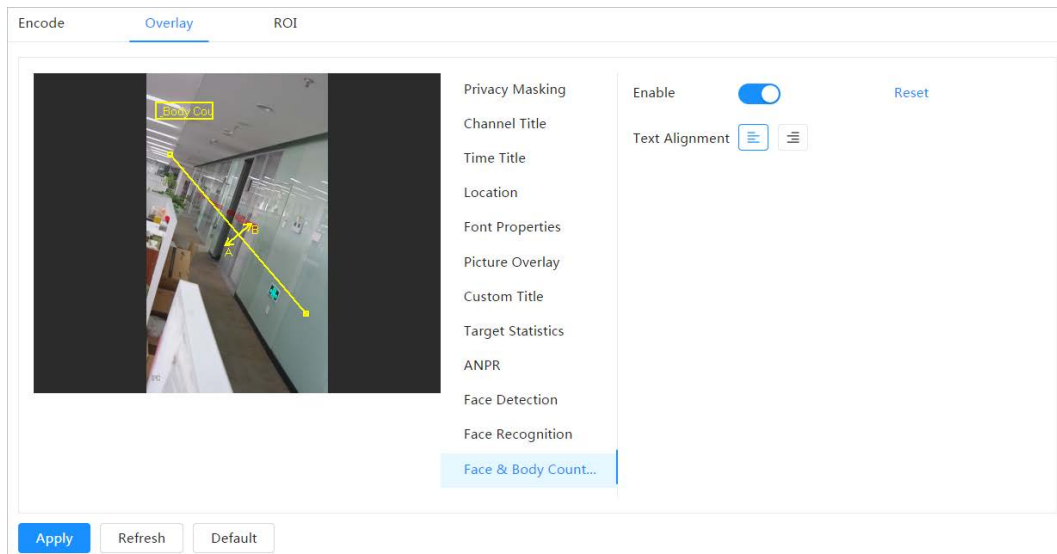 Encode
Overlay
ROI
_Body Cou
A
B
Privacy Masking
Channel Title
Time Title
Location
Font Properties
Picture Overlay
Custom Title
Target Statistics
ANPR
Face Detection
Face Recognition
Face & Body Count...
Enable
Reset
Text Alignment
Apply
Refresh
Default